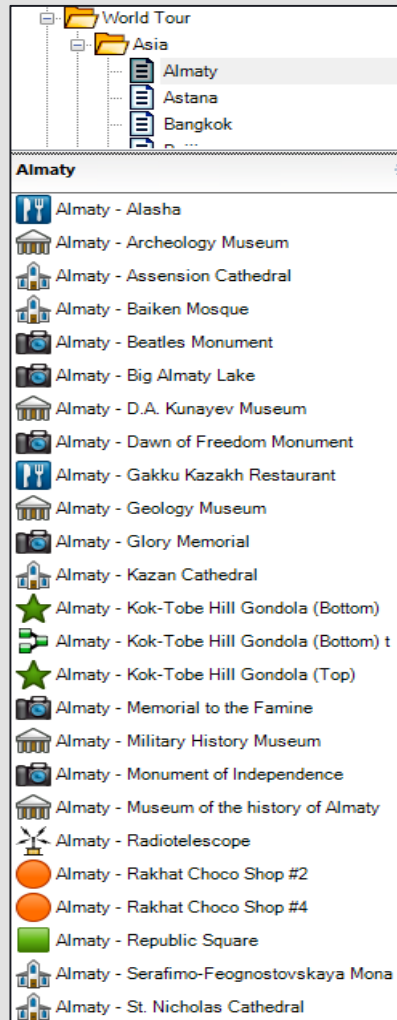 World Tour
Asia
Almaty
Astana
Bangkok
Almaty
Almaty - Alasha
Almaty - Archeology Museum
Almaty - Assension Cathedral
Almaty - Baiken Mosque
Almaty - Beatles Monument
Almaty - Big Almaty Lake
Almaty - D.A. Kunayev Museum
Almaty - Dawn of Freedom Monument
Almaty - Gakku Kazakh Restaurant
Almaty - Geology Museum
Almaty - Glory Memorial
Almaty - Kazan Cathedral
Almaty - Kok-Tobe Hill Gondola (Bottom)
Almaty - Kok-Tobe Hill Gondola (Bottom) t
Almaty - Kok-Tobe Hill Gondola (Top)
Almaty - Memorial to the Famine
Almaty - Military History Museum
Almaty - Monument of Independence
Almaty - Museum of the history of Almaty
Almaty - Radiotelescope
Almaty - Rakhat Choco Shop #2
Almaty - Rakhat Choco Shop #4
Almaty - Republic Square
Almaty - Serafimo-Feognostovskaya Mona
Almaty - St. Nicholas Cathedral